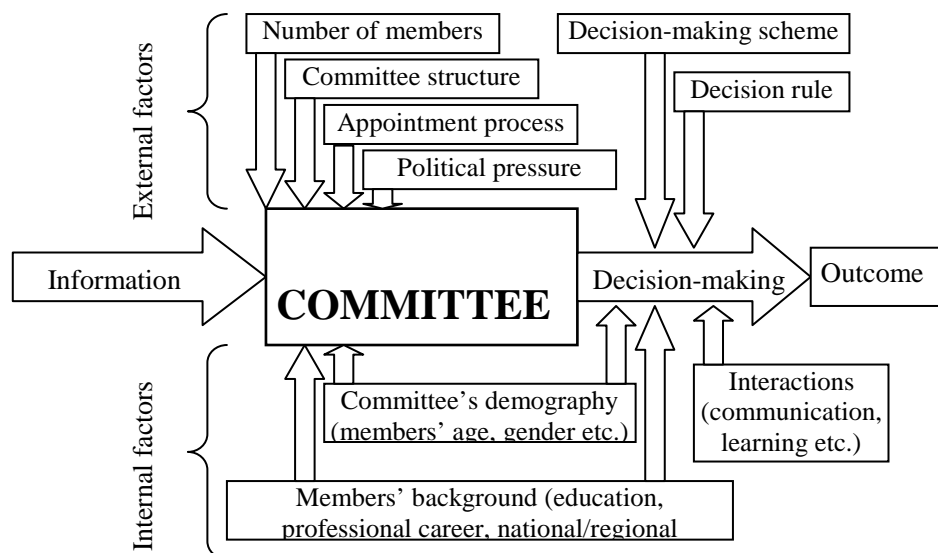 External factors
Number of members
Committee structure
Appointment process
Political pressure
Decision-making scheme
Decision rule
Information
COMMITTEE
Decision-making
Outcome
Internal factors
Committee’s demography
(members’ age, gender etc.)
Interactions
(communication,
learning etc.)
Members’ background (education,
professional career, national/regional